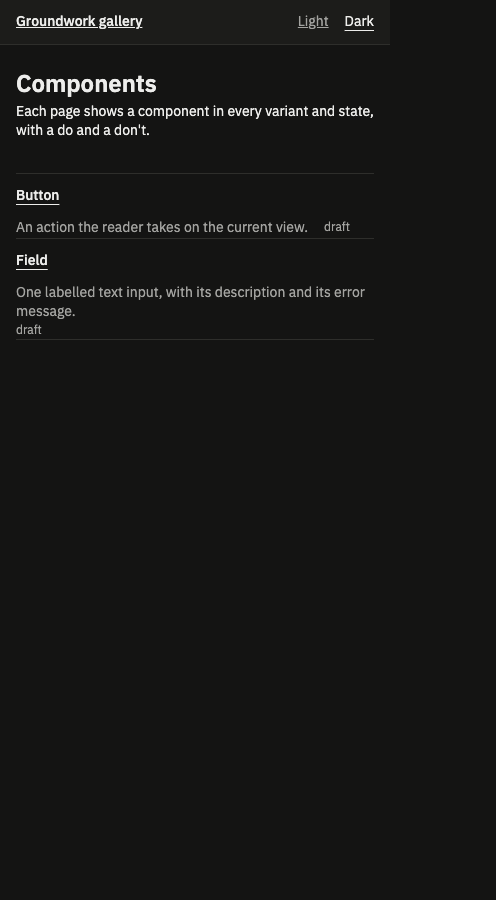 Groundwork gallery Light Dark
Components
Each page shows a component in every variant and state,
with a do and a don't.
Button
An action the reader takes on the current view. draft
Field
One labelled text input, with its description and its error
message.
draft